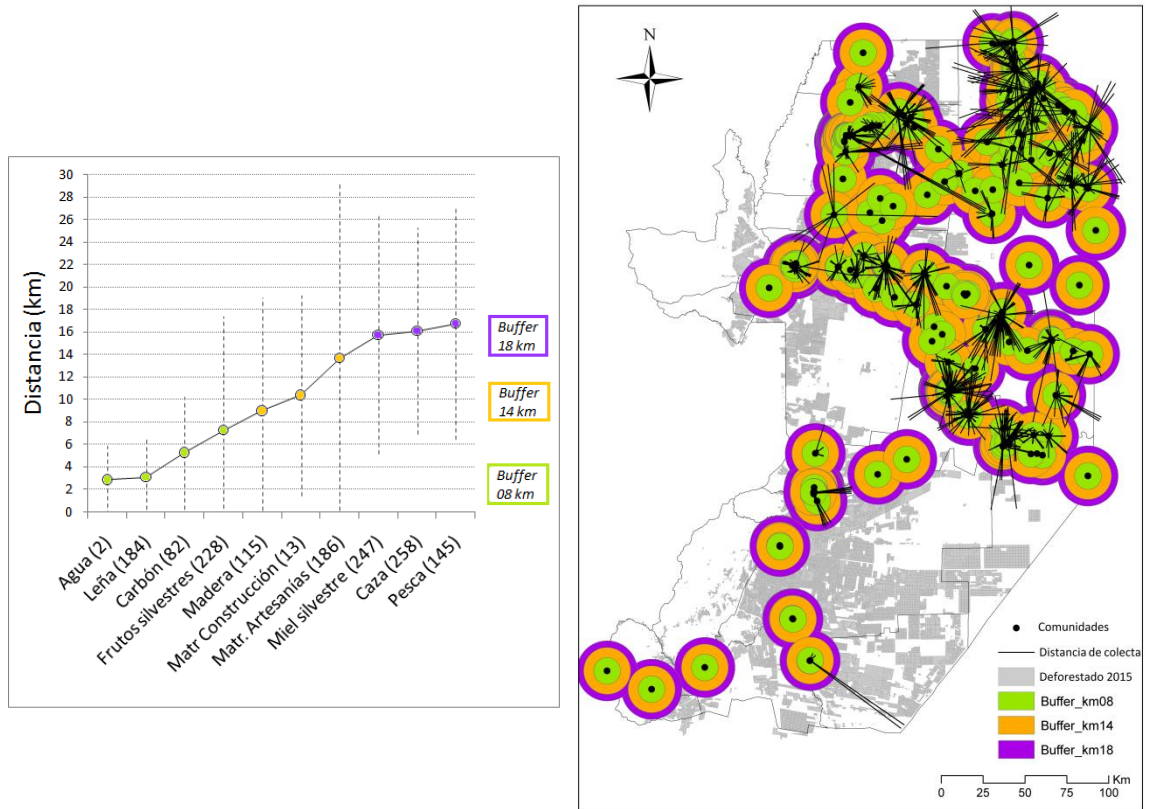 Distancia (km)
30
28
26
24
22
20
18
16
14
12
10
8
6
4
2
0
Agua (2)
Leña (184)
Carbón (82)
Frutos silvestres (228)
Madera (115)
Matr Construcción (13)
Matr. Artesanías (186)
Miel silvestre (247)
Caza (258)
Pesca (145)
Buffer
18 km
Buffer
14 km
Buffer
08 km
N
Comunidades
Distancia de colecta
Deforestado 2015
Buffer_km08
Buffer_km14
Buffer_km18
Km
0 25 50 75 100